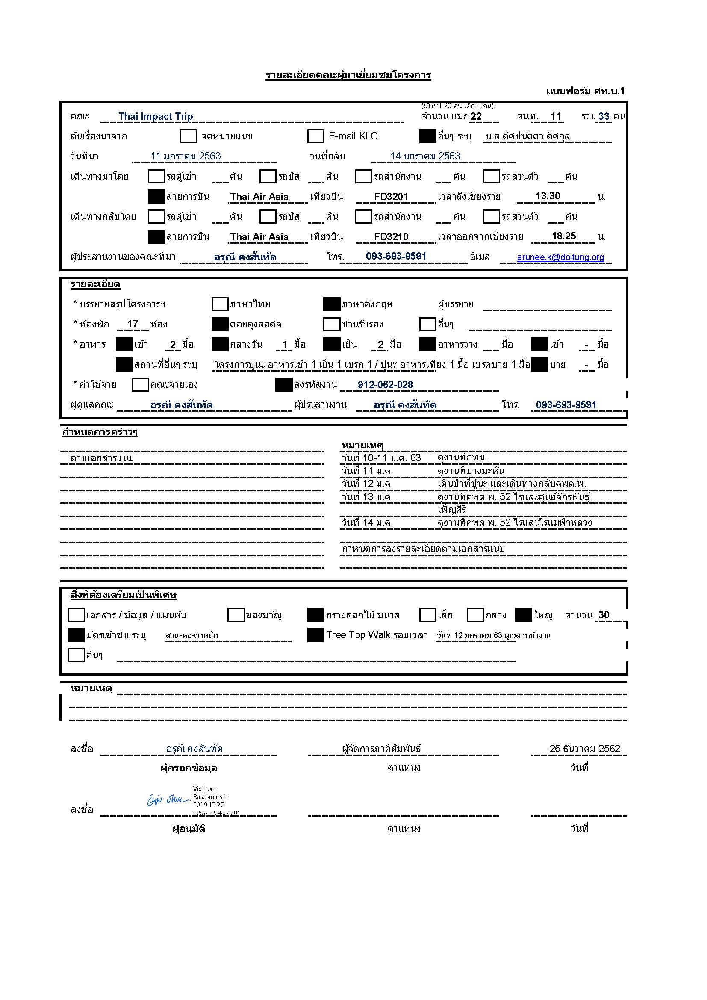 รายละเอียดคณะผู้มาเยี่ยมชมโครงการ
แบบฟอร์ม ศท.บ.1
(ผู้ใหญ่ 20 คน เด็ก 2 คน)
คณะ Thai Impact Trip จำนวน แขก 22 จนท. 11 รวม 33 คน
ต้นเรื่องมาจาก จดหมายแนบ E-mail KLC อื่นๆ ระบุ ม.ล.ดิศปนัดดา ดิศกุล
วันที่มา 11 มกราคม 2563 วันที่กลับ 14 มกราคม 2563
เดินทางมาโดย รถตู้เช่า คัน รถบัส คัน รถสำนักงาน คัน รถส่วนตัว คัน
สายการบิน Thai Air Asia เที่ยวบิน FD3201 เวลาถึงเชียงราย 13.30 น.
เดินทางกลับโดย รถตู้เช่า คัน รถบัส คัน รถสำนักงาน คัน รถส่วนตัว คัน
สายการบิน Thai Air Asia เที่ยวบิน FD3210 เวลาออกจากเชียงราย 18.25 น.
ผู้ประสานงานของคณะที่มา อรุณี คงสันทัด โทร. 093-693-9591 อีเมล arunee.k@doitung.org
รายละเอียด
* บรรยายสรุปโครงการฯ ภาษาไทย ภาษาอังกฤษ ผู้บรรยาย
* ห้องพัก 17 ห้อง ดอยตุงลอดจ์ บ้านรับรอง อื่นๆ
* อาหาร เช้า 2 มื้อ กลางวัน 1 มื้อ เย็น 2 มื้อ อาหารว่าง มื้อ เช้า - มื้อ
สถานที่อื่นๆ ระบุ โครงการปูนะ อาหารเช้า 1 เย็น 1 เบรก 1 / ปูนะ อาหารเที่ยง 1 มื้อ เบรคบ่าย 1 มื้อ บ่าย - มื้อ
* ค่าใช้จ่าย คณะจ่ายเอง ลงรหัสงาน 912-062-028
ผู้ดูแลคณะ อรุณี คงสันทัด ผู้ประสานงาน อรุณี คงสันทัด โทร. 093-693-9591
กำหนดการคร่าวๆ
หมายเหตุ
ตามเอกสารแนบ วันที่ 10-11 ม.ค. 63 ดูงานที่กทม.
วันที่ 11 ม.ค. ดูงานที่ปางมะหัน
วันที่ 12 ม.ค. เดินป่าที่ปูนะ และเดินทางกลับคพต.พ.
วันที่ 13 ม.ค. ดูงานที่คพต.พ. 52 ไร่และศูนย์จักรพันธุ์
เพ็ญศิริ
วันที่ 14 ม.ค. ดูงานที่คพต.พ. 52 ไร่และไร่แม่ฟ้าหลวง
กำหนดการลงรายละเอียดตามเอกสารแนบ
สิ่งที่ต้องเตรียมเป็นพิเศษ
เอกสาร / ข้อมูล / แผ่นพับ ของขวัญ กรวยดอกไม้ ขนาด เล็ก กลาง ใหญ่ จำนวน 30
บัตรเข้าชม ระบุ สวน-หอ-ตำหนัก Tree Top Walk รอบเวลา วันที่ 12 มกราคม 63 ดูเวลาหน้างาน
อื่นๆ
หมายเหตุ
ลงชื่อ อรุณี คงสันทัด ผู้จัดการภาคีสัมพันธ์ 26 ธันวาคม 2562
ผู้กรอกข้อมูล ตำแหน่ง วันที่
Visit-orn
Rajatanarvin
2019.12.27
12:59:15 +07'00'
ลงชื่อ
ผู้อนุมัติ ตำแหน่ง วันที่